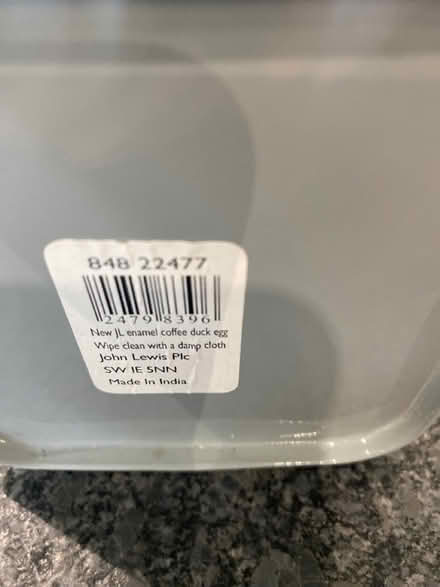 848 22477
24798396
New JL enamel coffee duck egg
Wipe clean with a damp cloth
John Lewis Plc
SW IE 5NN
Made In India